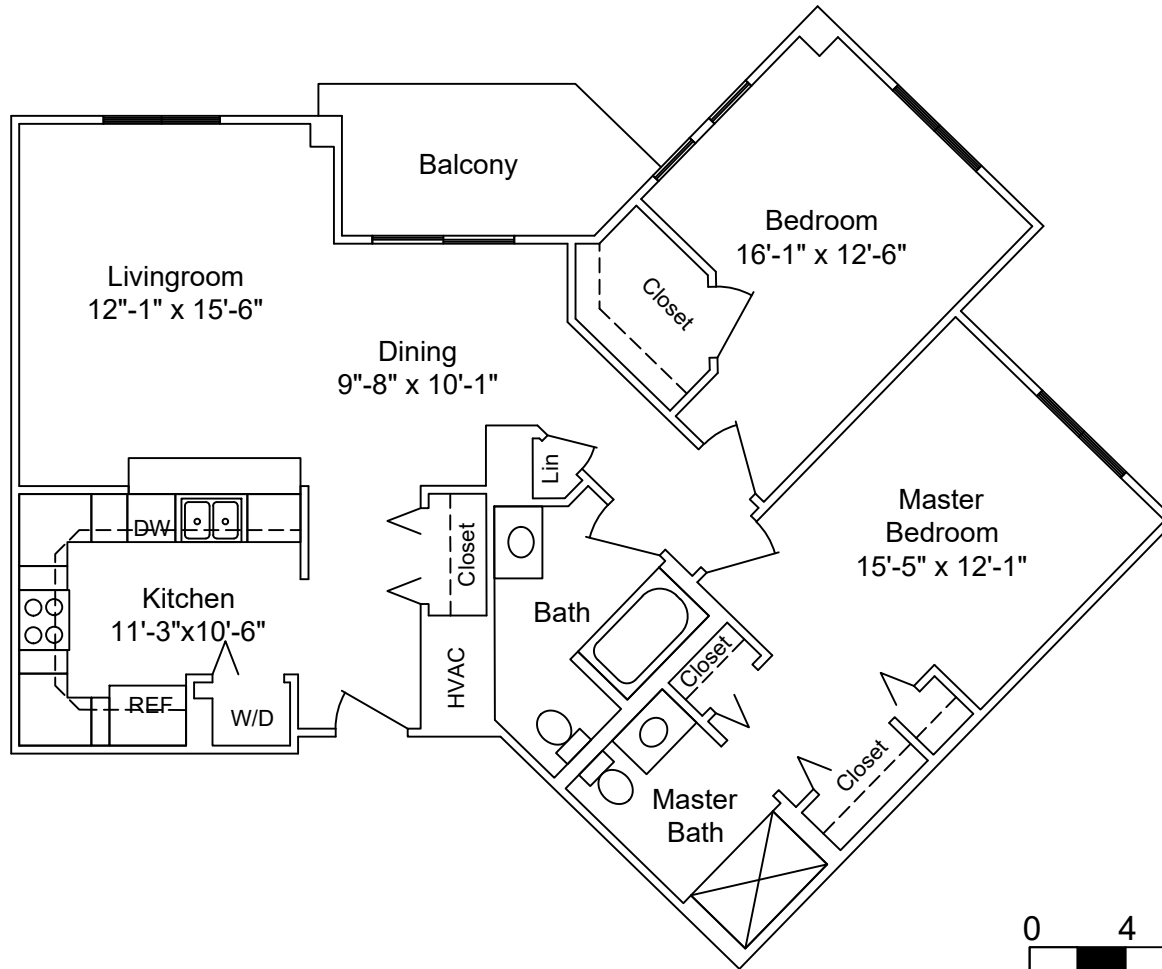 Balcony
Bedroom
16'-1" x 12'-6"
Livingroom
12"-1" x 15'-6"
Closet
Dining
9"-8" x 10'-1"
Lin
Master
Bedroom
15'-5" x 12'-1"
DW
Closet
Kitchen
11'-3"x10'-6"
Bath
Closet
HVAC
REF
W/D
Closet
Master
Bath
0 4